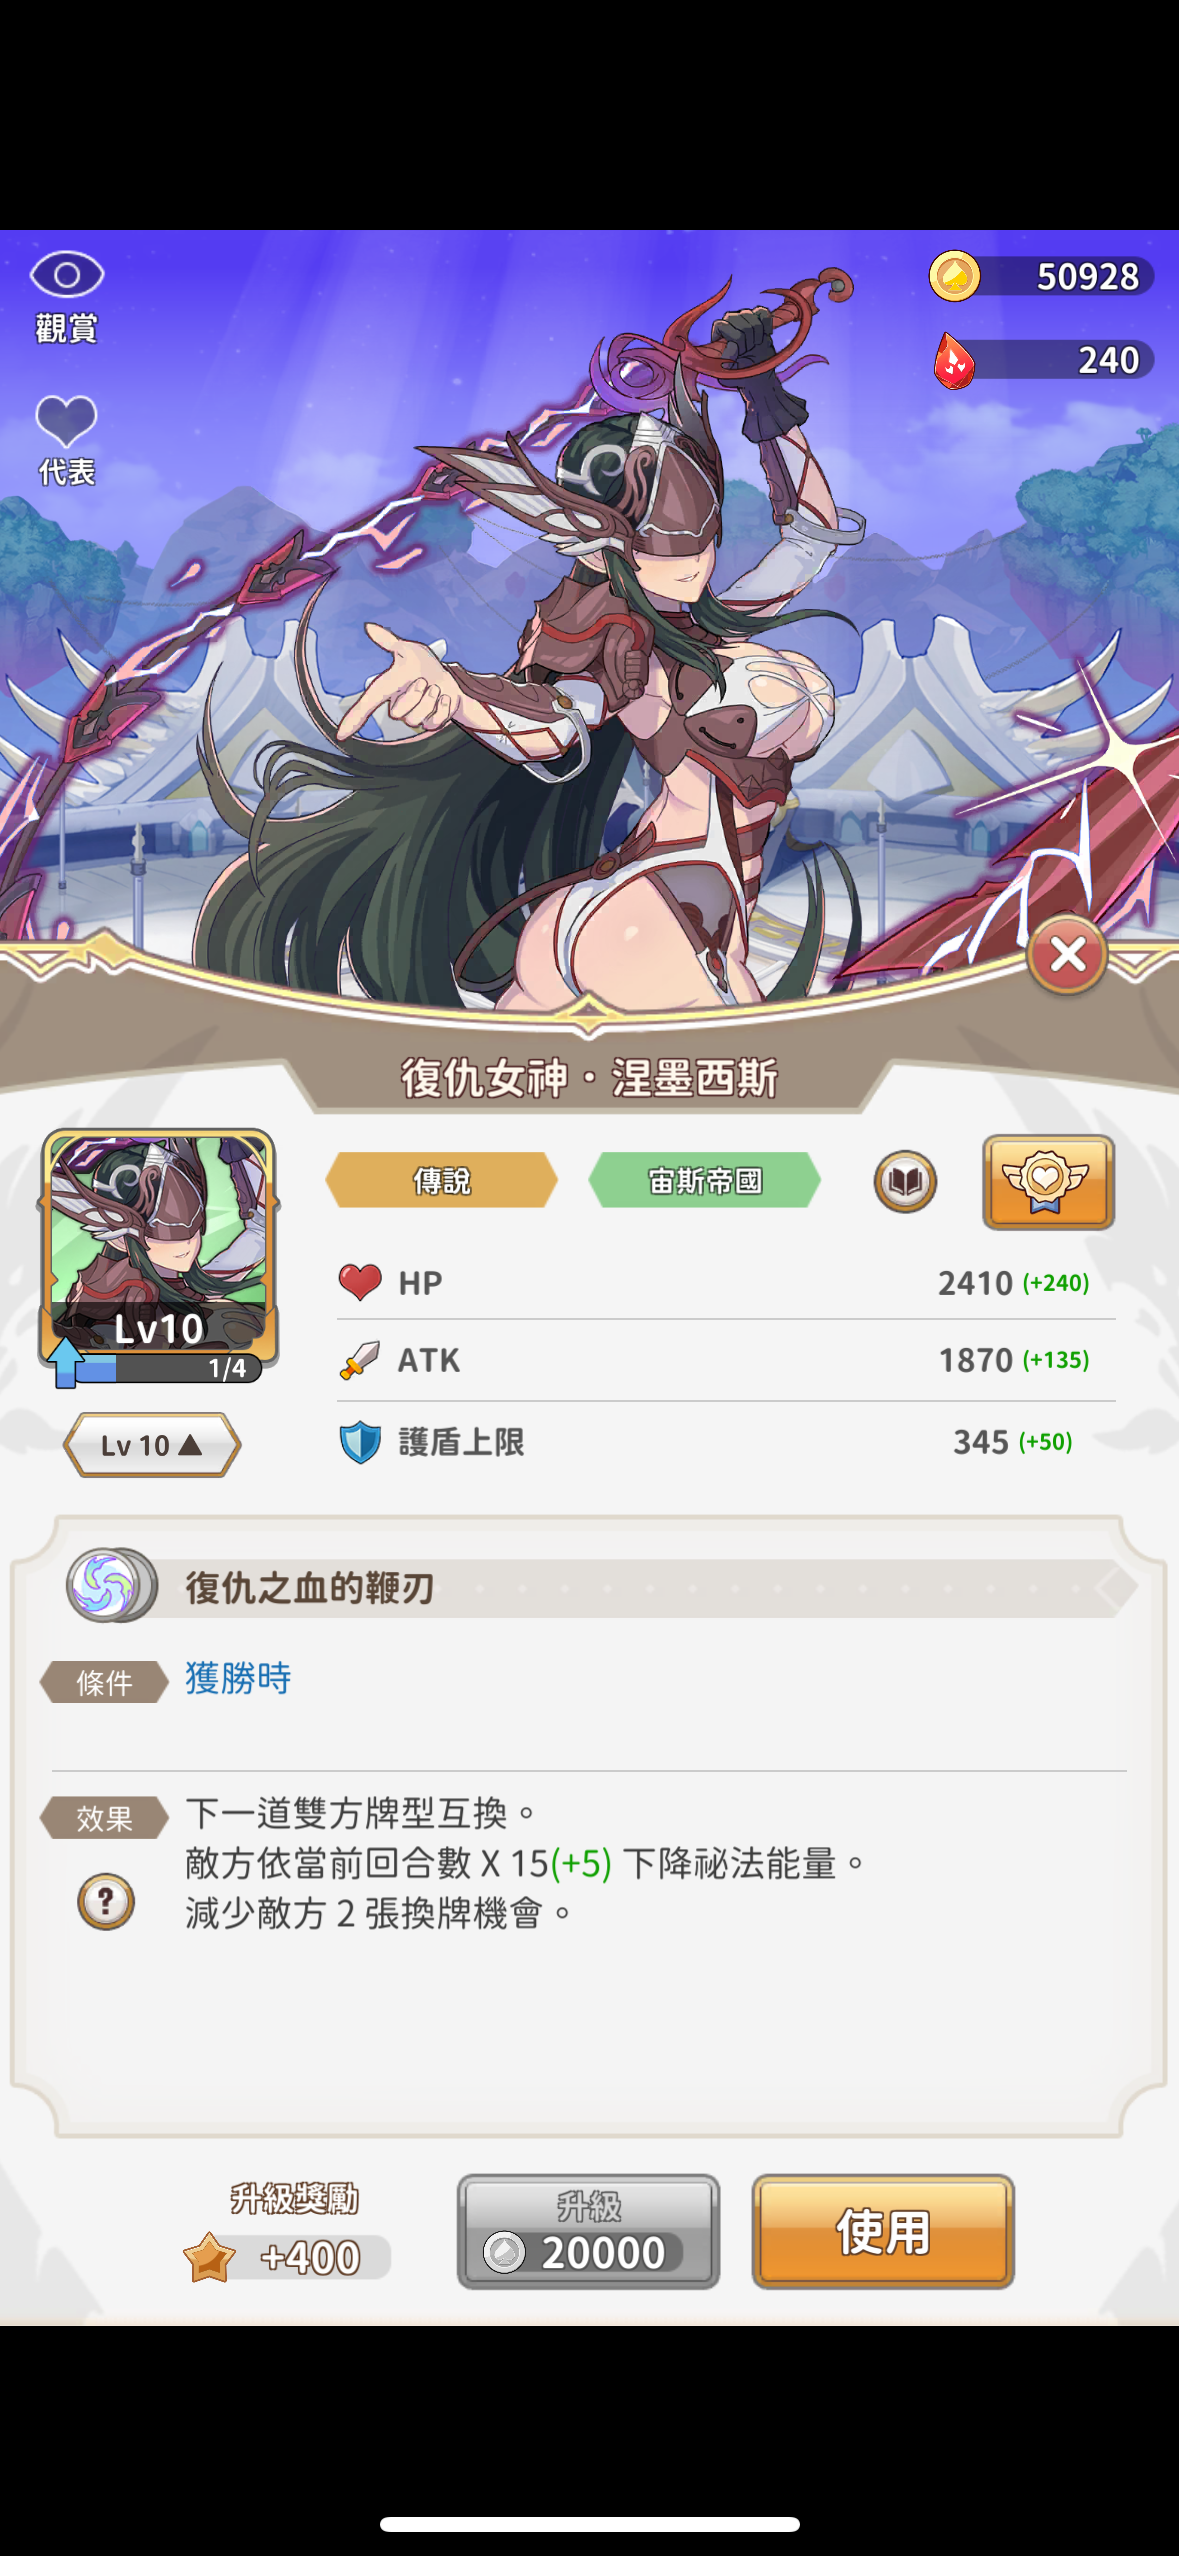 觀賞
50928
240
代表
復仇女神·涅墨西斯
傳說
宙斯帝國
Lv10
1/4
Lv 10 ▲
HP
2410 (+240)
ATK
1870 (+135)
護盾上限
345 (+50)
復仇之血的鞭刃
條件
獲勝時
效果
下一道雙方牌型互換。
敵方依當前回合數 X 15(+5) 下降祕法能量。
減少敵方 2 張換牌機會。
?
升級獎勵
+400
升級
20000
使用